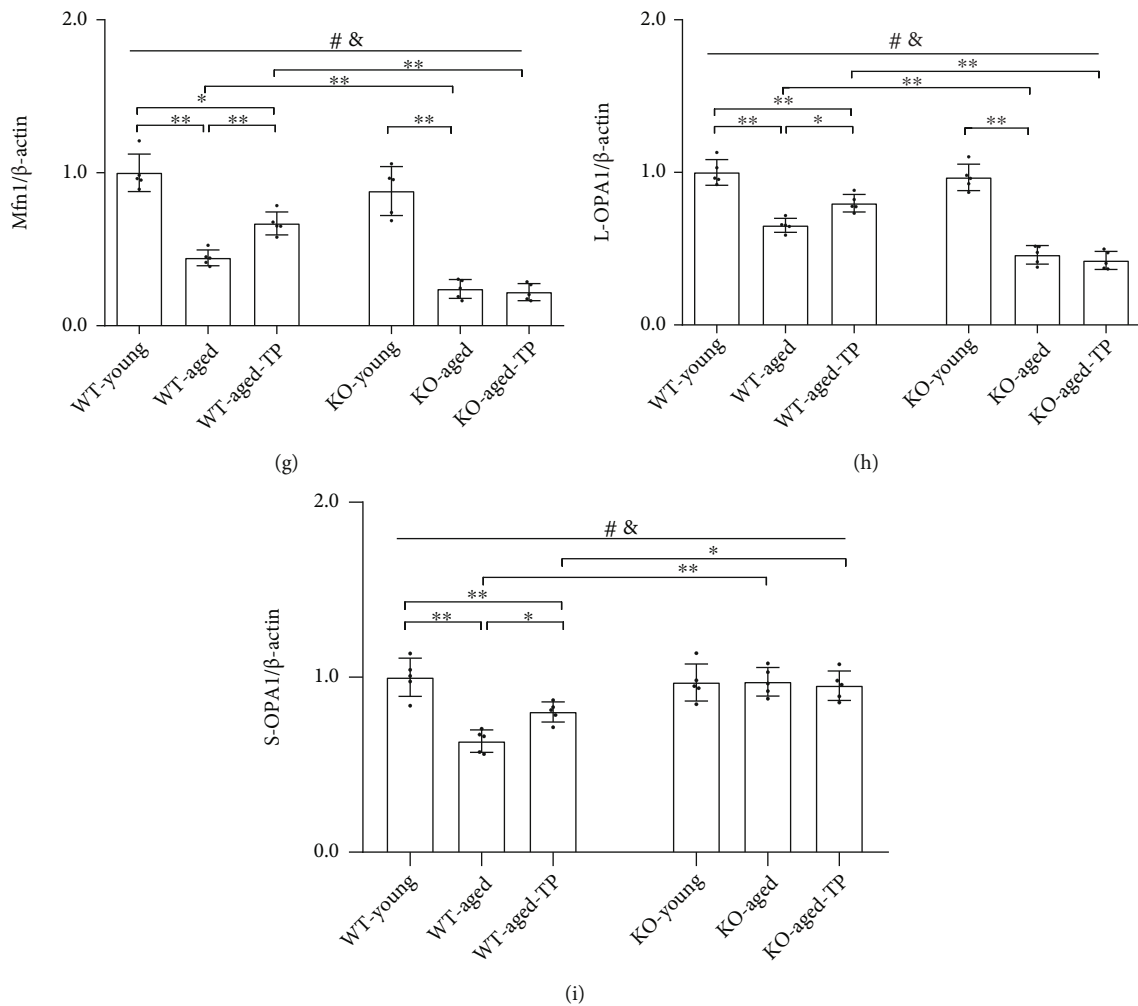 2.0
# &
**
**
*
** **
**
1.0
0.0
Mfn1/β-actin
WT-young
WT-aged
WT-aged-TP
KO-young
KO-aged
KO-aged-TP
(g)
2.0
# &
**
**
**
** *
**
1.0
0.0
L-OPA1/β-actin
WT-young
WT-aged
WT-aged-TP
KO-young
KO-aged
KO-aged-TP
(h)
2.0
# &
*
**
**
** *
1.0
0.0
S-OPA1/β-actin
WT-young
WT-aged
WT-aged-TP
KO-young
KO-aged
KO-aged-TP
(i)